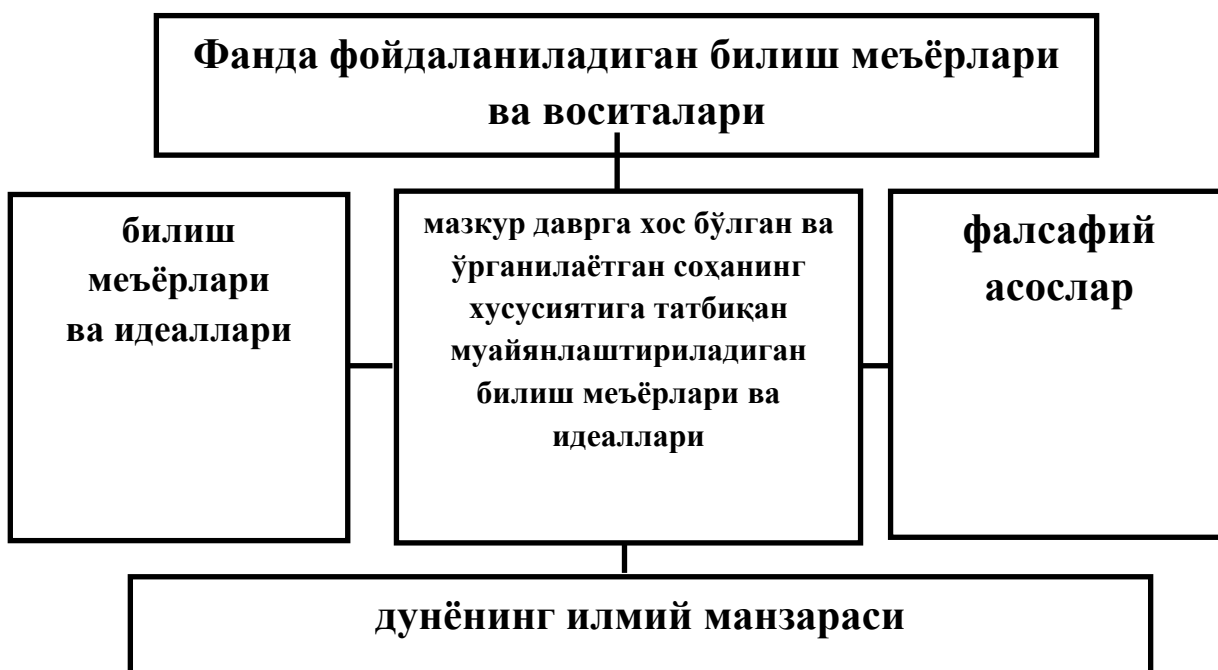 Фанда фойдаланиладиган билиш меъёрлари
ва воситалари
билиш
меъёрлари
ва идеаллари
мазкур даврга хос бўлган ва
ўрганилаётган соҳанинг
хусусиятига татбиқан
муайянлаштириладиган
билиш меъёрлари ва
идеаллари
фалсафий
асослар
дунёнинг илмий манзараси